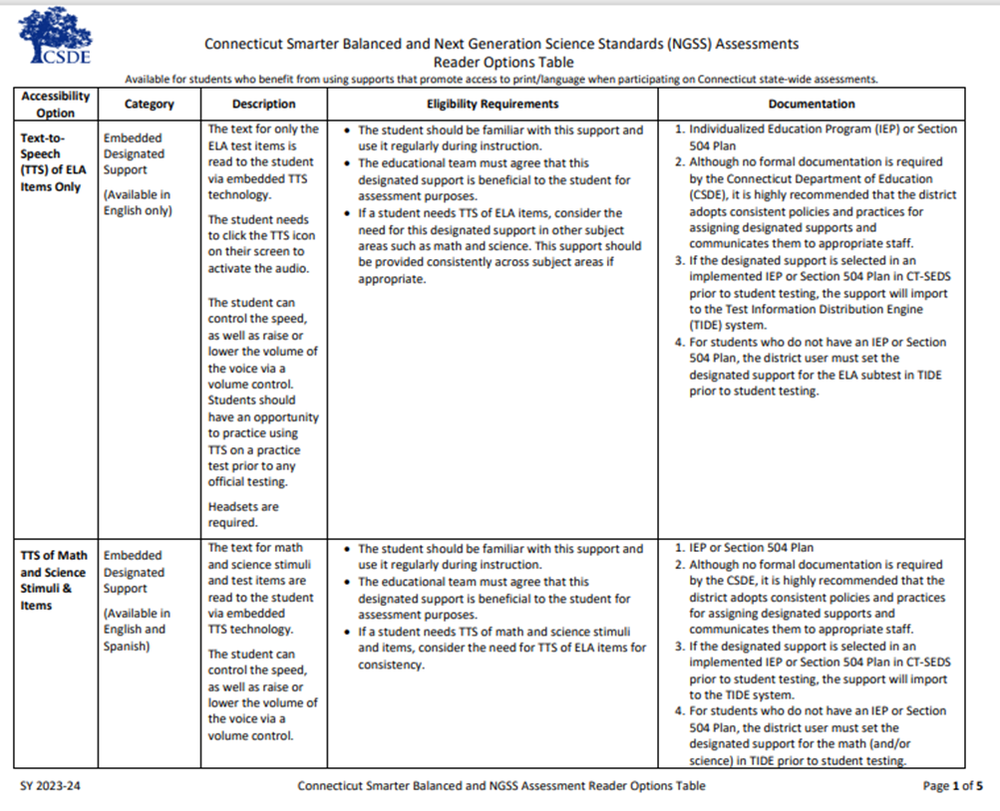 CSDE
Connecticut Smarter Balanced and Next Generation Science Standards (NGSS) Assessments
Reader Options Table
Available for students who benefit from using supports that promote access to print/language when participating on Connecticut state-wide assessments.
Accessibility
Option
Category
Description
Eligibility Requirements
Documentation
Text-to-
Speech
(TTS) of ELA
Items Only
Embedded
Designated
Support
(Available in
English only)
The text for only the
ELA test items is
read to the student
via embedded TTS
technology.
The student needs
to click the TTS icon
on their screen to
activate the audio.
The student can
control the speed,
as well as raise or
lower the volume of
the voice via a
volume control.
Students should
have an opportunity
to practice using
TTS on a practice
test prior to any
official testing.
Headsets are
required.
• The student should be familiar with this support and
use it regularly during instruction.
• The educational team must agree that this
designated support is beneficial to the student for
assessment purposes.
• If a student needs TTS of ELA items, consider the
need for this designated support in other subject
areas such as math and science. This support should
be provided consistently across subject areas if
appropriate.
1. Individualized Education Program (IEP) or Section
504 Plan
2. Although no formal documentation is required
by the Connecticut Department of Education
(CSDE), it is highly recommended that the district
adopts consistent policies and practices for
assigning designated supports and
communicates them to appropriate staff.
3. If the designated support is selected in an
implemented IEP or Section 504 Plan in CT-SEDS
prior to student testing, the support will import
to the Test Information Distribution Engine
(TIDE) system.
4. For students who do not have an IEP or Section
504 Plan, the district user must set the
designated support for the ELA subtest in TIDE
prior to student testing.
TTS of Math
and Science
Stimuli &
Items
Embedded
Designated
Support
(Available in
English and
Spanish)
The text for math
and science stimuli
and test items are
read to the student
via embedded
TTS technology.
The student can
control the speed,
as well as raise or
lower the volume of
the voice via a
volume control.
• The student should be familiar with this support and
use it regularly during instruction.
• The educational team must agree that this
designated support is beneficial to the student for
assessment purposes.
• If a student needs TTS of math and science stimuli
and items, consider the need for TTS of ELA items for
consistency.
1. IEP or Section 504 Plan
2. Although no formal documentation is required
by the CSDE, it is highly recommended that the
district adopts consistent policies and practices
for assigning designated supports and
communicates them to appropriate staff.
3. If the designated support is selected in an
implemented IEP or Section 504 Plan in CT-SEDS
prior to student testing, the support will import
to the TIDE system.
4. For students who do not have an IEP or Section
504 Plan, the district user must set the
designated support for the math (and/or
science) in TIDE prior to student testing.
SY 2023-24
Connecticut Smarter Balanced and NGSS Assessment Reader Options Table
Page 1 of 5